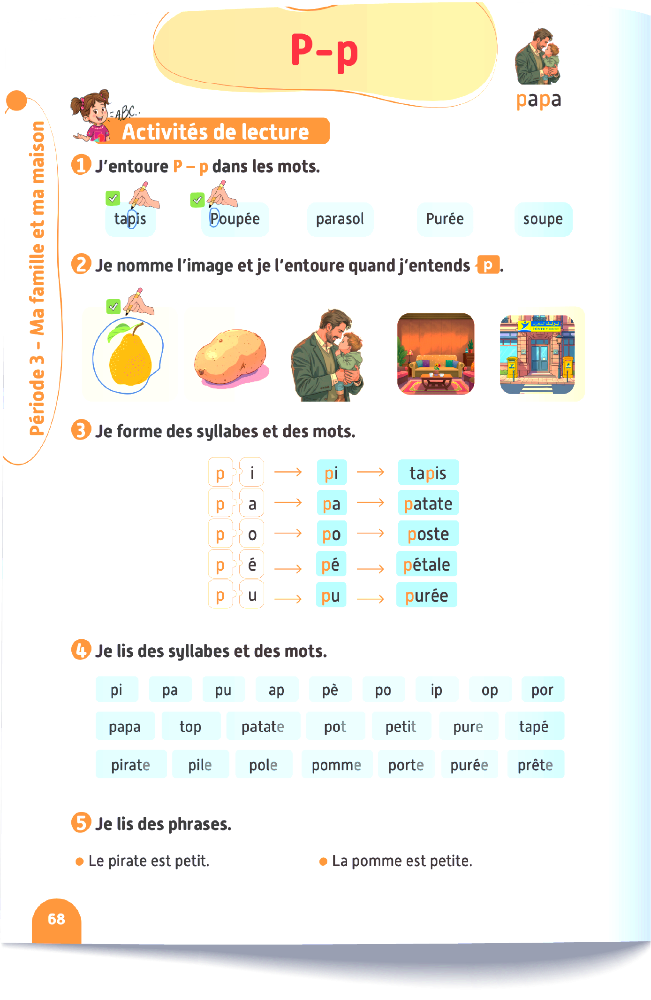 P-p
papa
A.B.C..
Activités de lecture
Période 3 – Ma famille et ma maison
1 J'entoure P – p dans les mots.
tapis Poupée parasol Purée soupe
2 Je nomme l'image et je l'entoure quand j'entends p.
بريد المغرب
POSTE MAROC
3 Je forme des syllabes et des mots.
p i → pi → tapis
p a → pa → patate
p o → po → poste
p é → pé → pétale
p u → pu → purée
4 Je lis des syllabes et des mots.
pi pa pu ap pè po ip op por
papa top patate pot petit pure tapé
pirate pile pole pomme porte purée prête
5 Je lis des phrases.
• Le pirate est petit. • La pomme est petite.
68